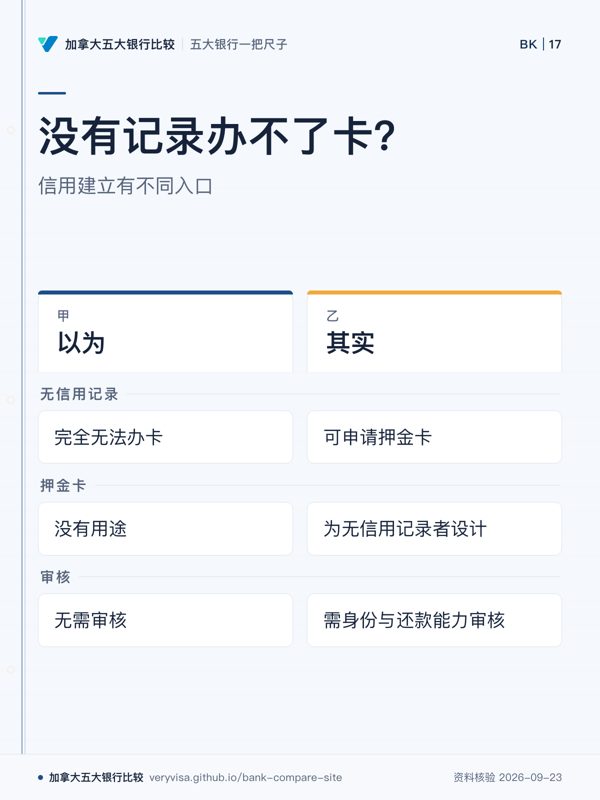 加拿大五大银行比较 五大银行一把尺子 BK 17
没有记录办不了卡?
信用建立有不同入口
甲 乙
以为 其实
无信用记录
完全无法办卡 可申请押金卡
押金卡
没有用途 为无信用记录者设计
审核
无需审核 需身份与还款能力审核
加拿大五大银行比较 veryvisa.github.io/bank-compare-site 资料核验 2026-09-23